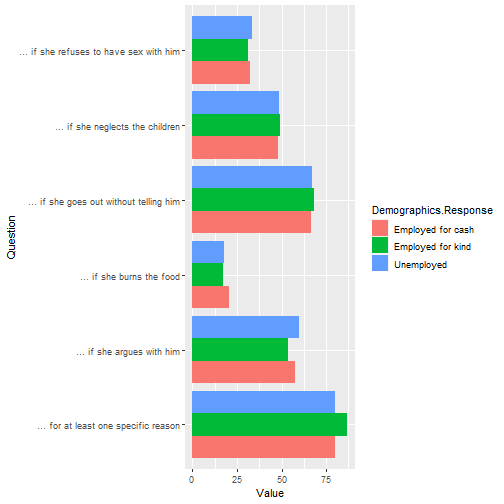 ... if she refuses to have sex with him
... if she neglects the children
... if she goes out without telling him
... if she burns the food
... if she argues with him
... for at least one specific reason
Question
0 25 50 75
Value
Demographics.Response
Employed for cash
Employed for kind
Unemployed